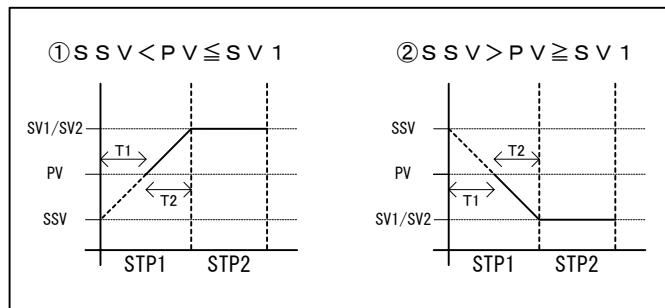 ①ＳＳＶ＜ＰＶ≦ＳＶ１
SV1/SV2
PV
SSV
T1
T2
STP1 STP2
②ＳＳＶ＞ＰＶ≧ＳＶ１
SSV
PV
SV1/SV2
T2
T1
STP1 STP2